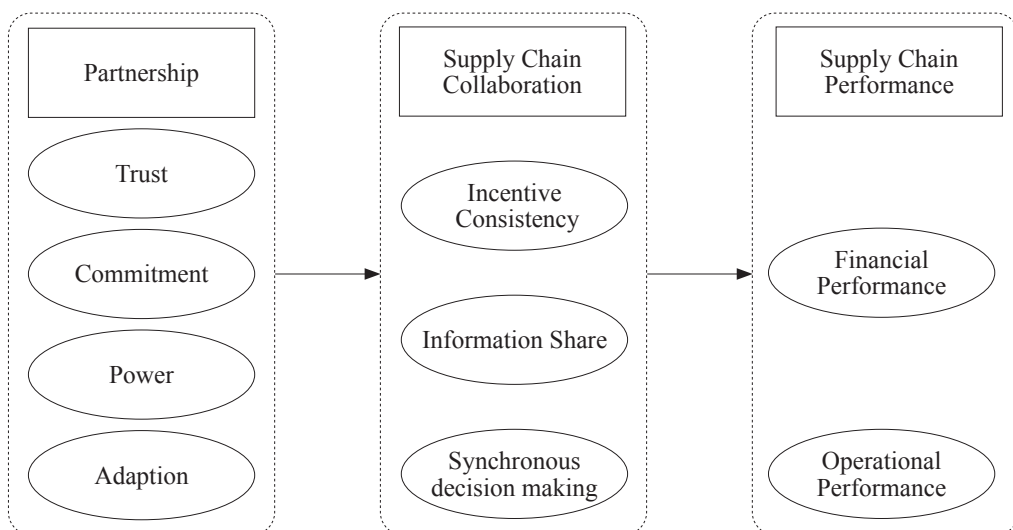 Partnership
Trust
Commitment
Power
Adaption
Supply Chain
Collaboration
Incentive
Consistency
Information Share
Synchronous
decision making
Supply Chain
Performance
Financial
Performance
Operational
Performance